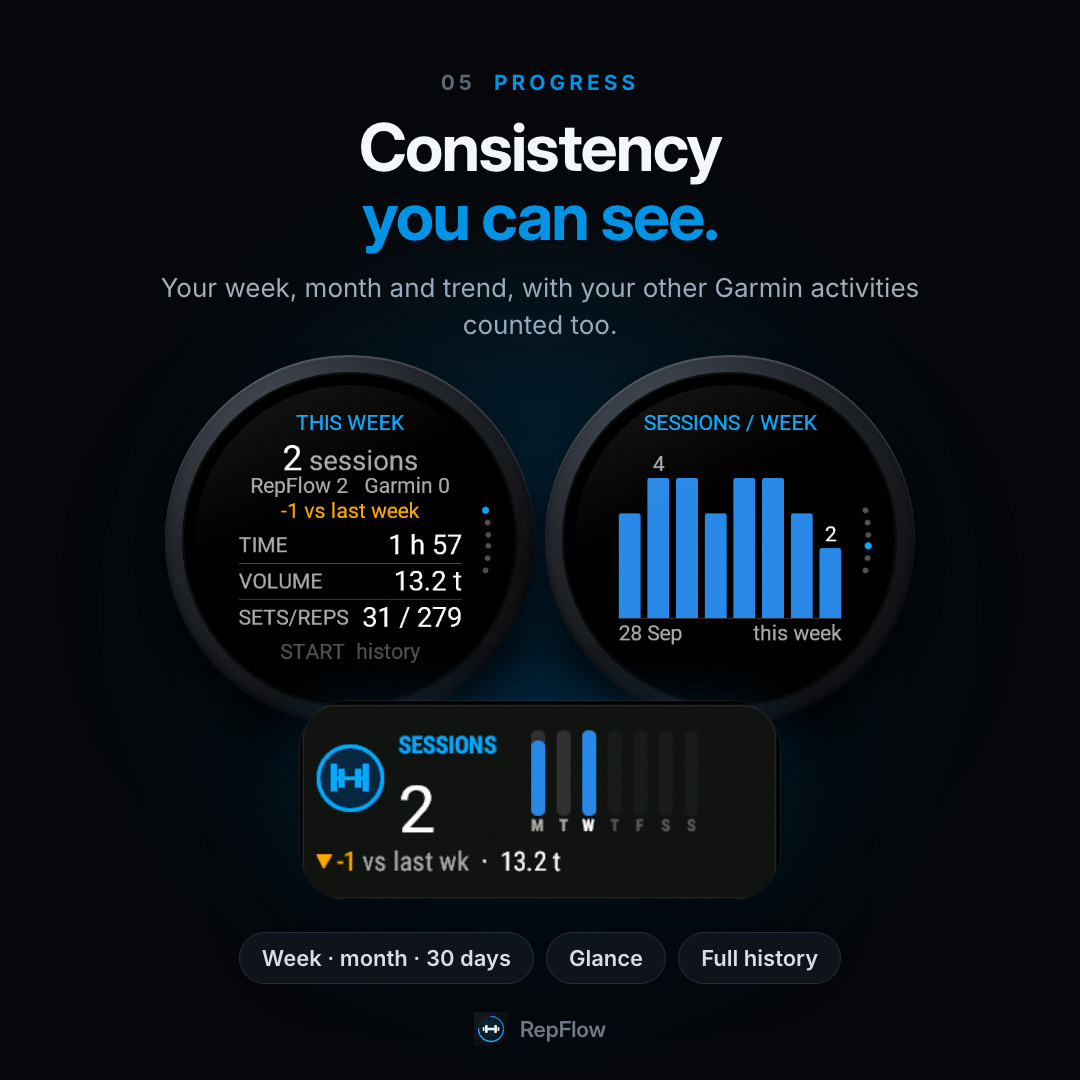 05 PROGRESS
Consistency
you can see.
Your week, month and trend, with your other Garmin activities
counted too.
THIS WEEK
2 sessions
RepFlow 2 Garmin 0
-1 vs last week
TIME 1 h 57
VOLUME 13.2 t
SETS/REPS 31 / 279
START history
SESSIONS / WEEK
4
2
28 Sep this week
SESSIONS
2
M T W T F S S
▼-1 vs last wk · 13.2 t
Week · month · 30 days
Glance
Full history
RepFlow